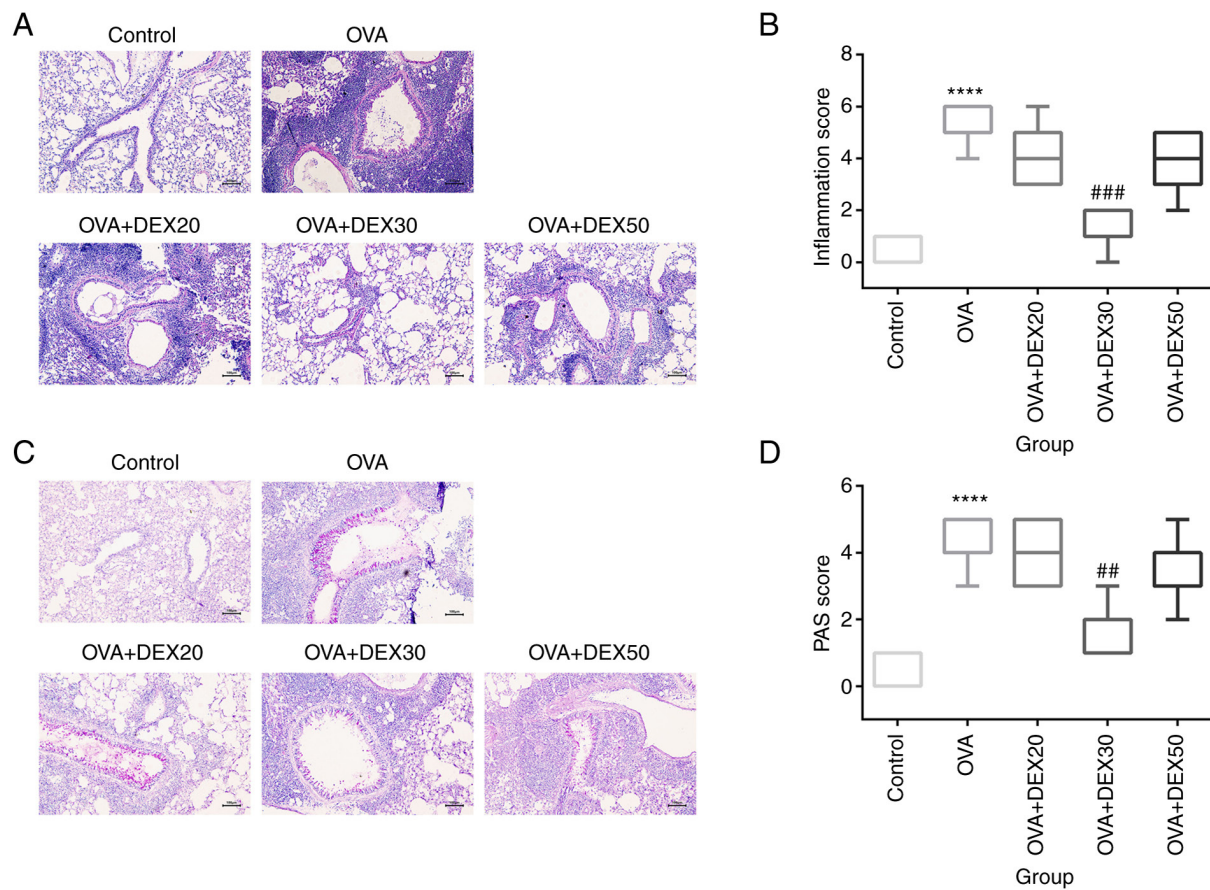 A
Control
OVA
OVA+DEX20
OVA+DEX30
OVA+DEX50
B
Inflammation score
8
6
4
2
0
****
###
Control
OVA
OVA+DEX20
OVA+DEX30
OVA+DEX50
Group
C
Control
OVA
OVA+DEX20
OVA+DEX30
OVA+DEX50
D
PAS score
6
4
2
0
****
##
Control
OVA
OVA+DEX20
OVA+DEX30
OVA+DEX50
Group